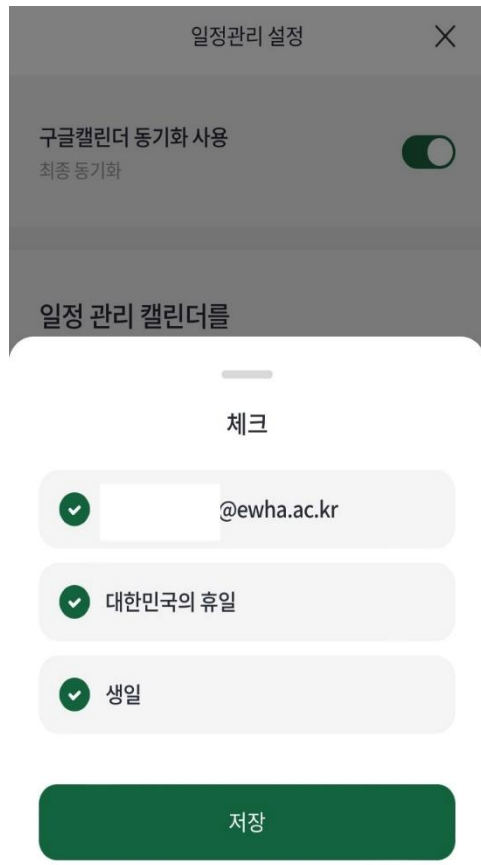 일정관리 설정
구글캘린더 동기화 사용
최종 동기화
일정 관리 캘린더를
체크
@ewha.ac.kr
대한민국의 휴일
생일
저장